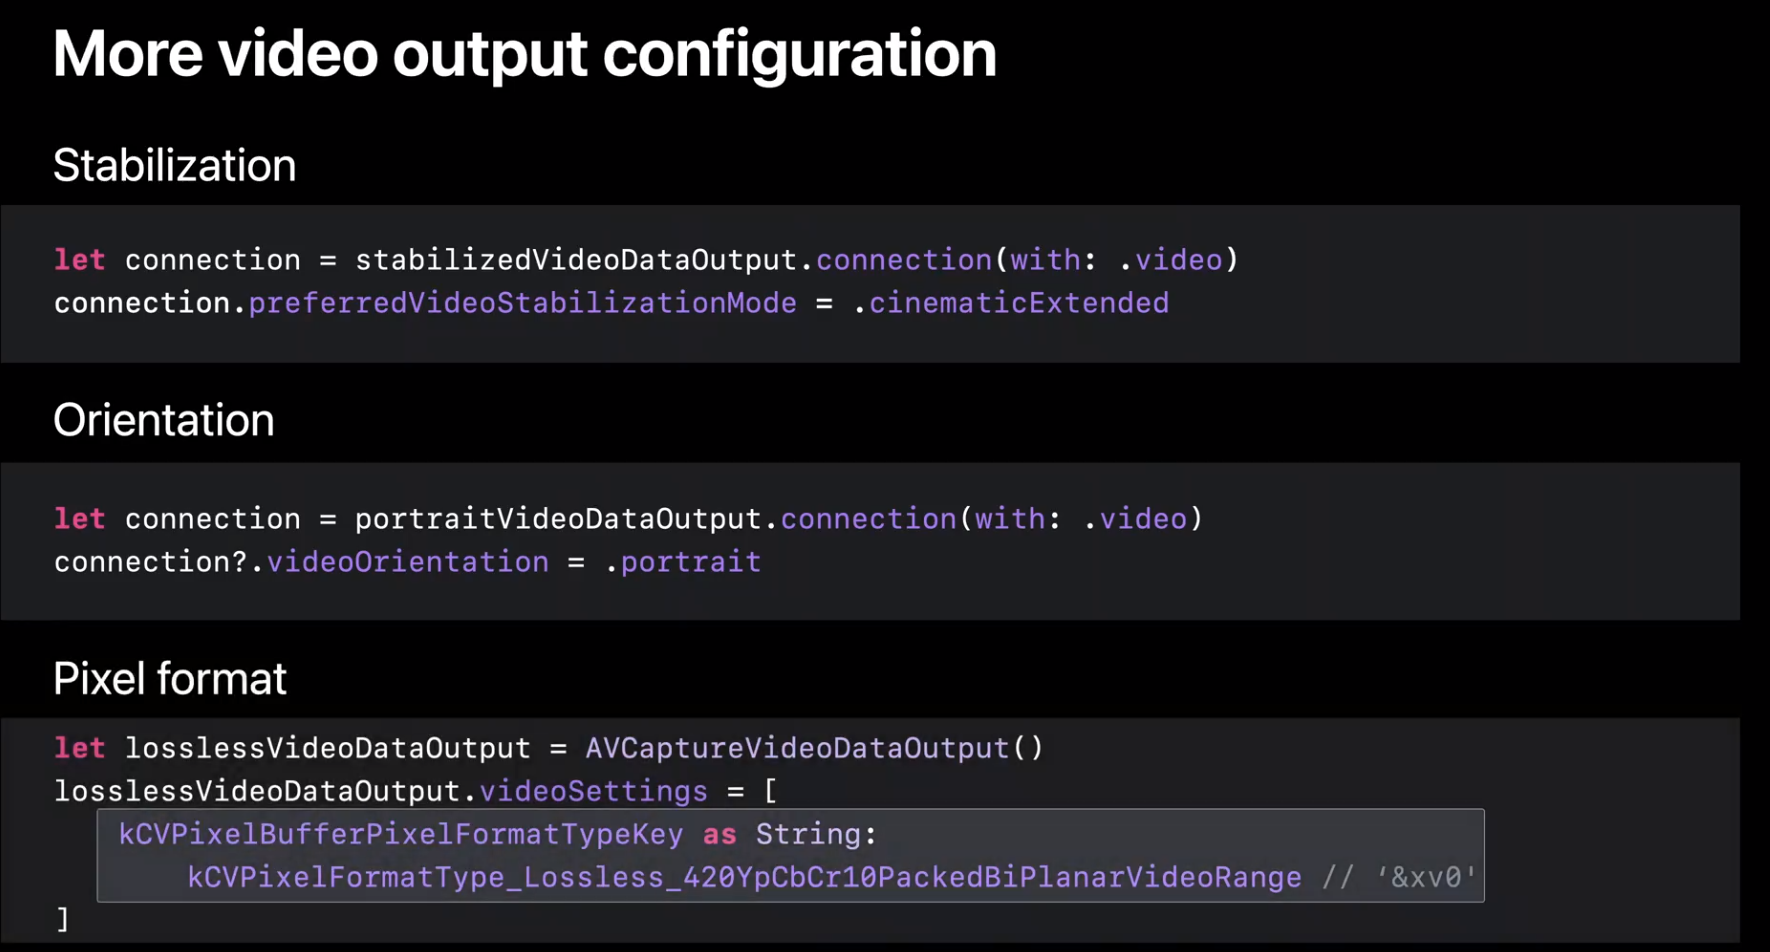 More video output configuration
Stabilization
let connection = stabilizedVideoDataOutput.connection(with: .video)
connection.preferredVideoStabilizationMode = .cinematicExtended
Orientation
let connection = portraitVideoDataOutput.connection(with: .video)
connection?.videoOrientation = .portrait
Pixel format
let losslessVideoDataOutput = AVCaptureVideoDataOutput()
losslessVideoDataOutput.videoSettings = [
kCVPixelBufferPixelFormatTypeKey as String:
kCVPixelFormatType_Lossless_420YpCbCr10PackedBiPlanarVideoRange // ‘&xv0'
]